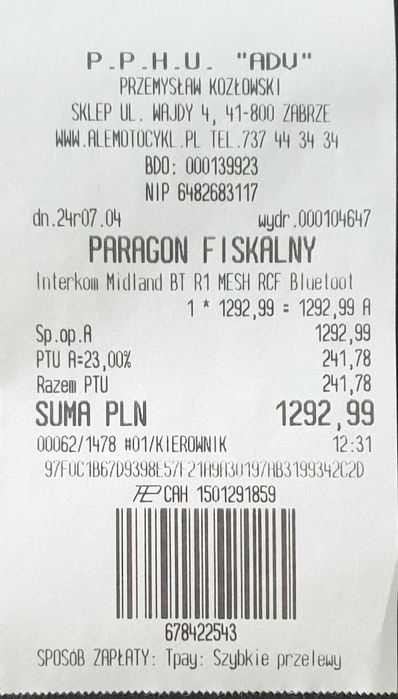 P.P.H.U. "ADV"
PRZEMYSŁAW KOZŁOWSKI
SKLEP UL. WAJDY 4, 41-800 ZABRZE
WWW.ALEMOTOCYKL.PL TEL.737 44 34 34
BDO: 000139923
NIP 6482683117
dn.24r07.04 wydr.000104647
PARAGON FISKALNY
Interkom Midland BT R1 MESH RCF Bluetoot
1 * 1292,99 = 1292,99 A
Sp.op.A 1292,99
PTU A=23,00% 241,78
Razem PTU 241,78
SUMA PLN 1292,99
00062/1478 #01/KIEROWNIK 12:31
97F0C1B67D9398E57F21A9A30197AB3199342C2D
CAH 1501291859
678422543
SPOSÓB ZAPŁATY: Tpay: Szybkie przelewy